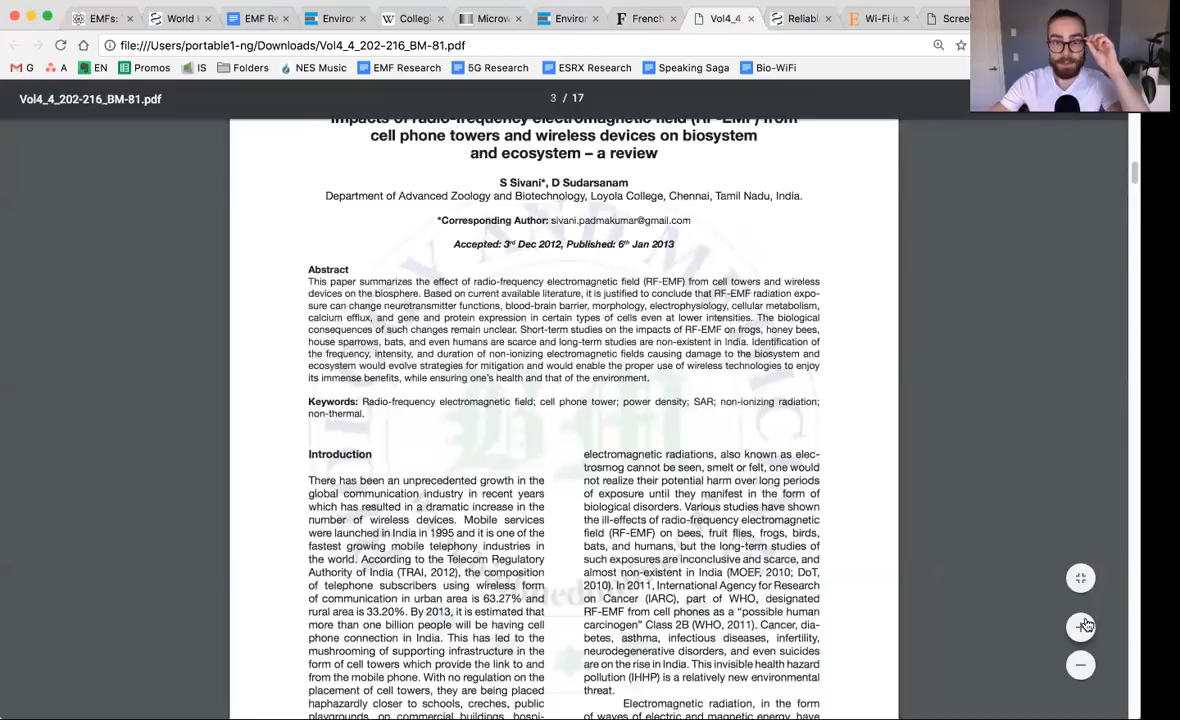 EMFs:
World
EMF Re
Environ
Collegi
Microw
Environ
French
Vol4_4
Reliab
Wi-Fi is
Scree
file:///Users/portable1-ng/Downloads/Vol4_4_202-216_BM-81.pdf
M G
A
EN
Promos
IS
Folders
NES Music
EMF Research
5G Research
ESRX Research
Speaking Saga
Bio-WiFi
Vol4_4_202-216_BM-81.pdf
3 / 17
Impacts of radio-frequency electromagnetic field (RF-EMF) from
cell phone towers and wireless devices on biosystem
and ecosystem – a review
S Sivani*, D Sudarsanam
Department of Advanced Zoology and Biotechnology, Loyola College, Chennai, Tamil Nadu, India.
*Corresponding Author: sivani.padmakumar@gmail.com
Accepted: 3rd Dec 2012, Published: 6th Jan 2013
Abstract
This paper summarizes the effect of radio-frequency electromagnetic field (RF-EMF) from cell towers and wireless
devices on the biosphere. Based on current available literature, it is justified to conclude that RF-EMF radiation expo-
sure can change neurotransmitter functions, blood-brain barrier, morphology, electrophysiology, cellular metabolism,
calcium efflux, and gene and protein expression in certain types of cells even at lower intensities. The biological
consequences of such changes remain unclear. Short-term studies on the impacts of RF-EMF on frogs, honey bees,
house sparrows, bats, and even humans are scarce and long-term studies are non-existent in India. Identification of
the frequency, intensity, and duration of non-ionizing electromagnetic fields causing damage to the biosystem and
ecosystem would evolve strategies for mitigation and would enable the proper use of wireless technologies to enjoy
its immense benefits, while ensuring one's health and that of the environment.
Keywords: Radio-frequency electromagnetic field; cell phone tower; power density; SAR; non-ionizing radiation;
non-thermal.
Introduction
There has been an unprecedented growth in the
global communication industry in recent years
which has resulted in a dramatic increase in the
number of wireless devices. Mobile services
were launched in India in 1995 and it is one of the
fastest growing mobile telephony industries in
the world. According to the Telecom Regulatory
Authority of India (TRAI, 2012), the composition
of telephone subscribers using wireless form
of communication in urban area is 63.27% and
rural area is 33.20%. By 2013, it is estimated that
more than one billion people will be having cell
phone connection in India. This has led to the
mushrooming of supporting infrastructure in the
form of cell towers which provide the link to and
from the mobile phone. With no regulation on the
placement of cell towers, they are being placed
haphazardly closer to schools, creches, public
playgrounds, on commercial buildings, hospi-
electromagnetic radiations, also known as elec-
trosmog cannot be seen, smelt or felt, one would
not realize their potential harm over long periods
of exposure until they manifest in the form of
biological disorders. Various studies have shown
the ill-effects of radio-frequency electromagnetic
field (RF-EMF) on bees, fruit flies, frogs, birds,
bats, and humans, but the long-term studies of
such exposures are inconclusive and scarce, and
almost non-existent in India (MOEF, 2010; DoT,
2010). In 2011, International Agency for Research
on Cancer (IARC), part of WHO, designated
RF-EMF from cell phones as a "possible human
carcinogen" Class 2B (WHO, 2011). Cancer, dia-
betes, asthma, infectious diseases, infertility,
neurodegenerative disorders, and even suicides
are on the rise in India. This invisible health hazard
pollution (IHHP) is a relatively new environmental
threat.
Electromagnetic radiation, in the form
of waves of electric and magnetic energy, have